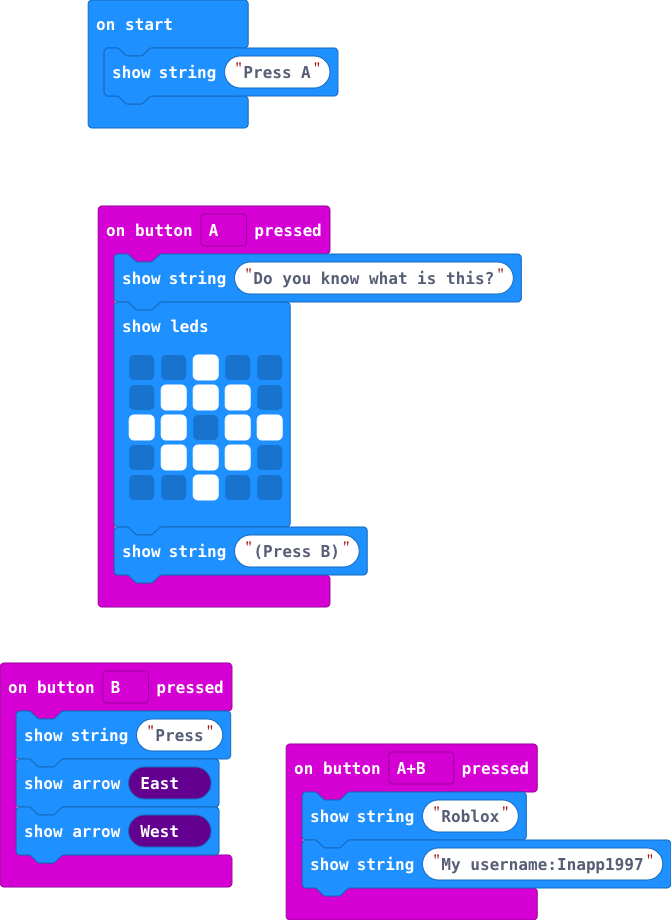 on start
show string "Press A"
on button A pressed
show string "Do you know what is this?"
show leds
show string "(Press B)"
on button B pressed
show string "Press"
show arrow East
show arrow West
on button A+B pressed
show string "Roblox"
show string "My username:Inapp1997"